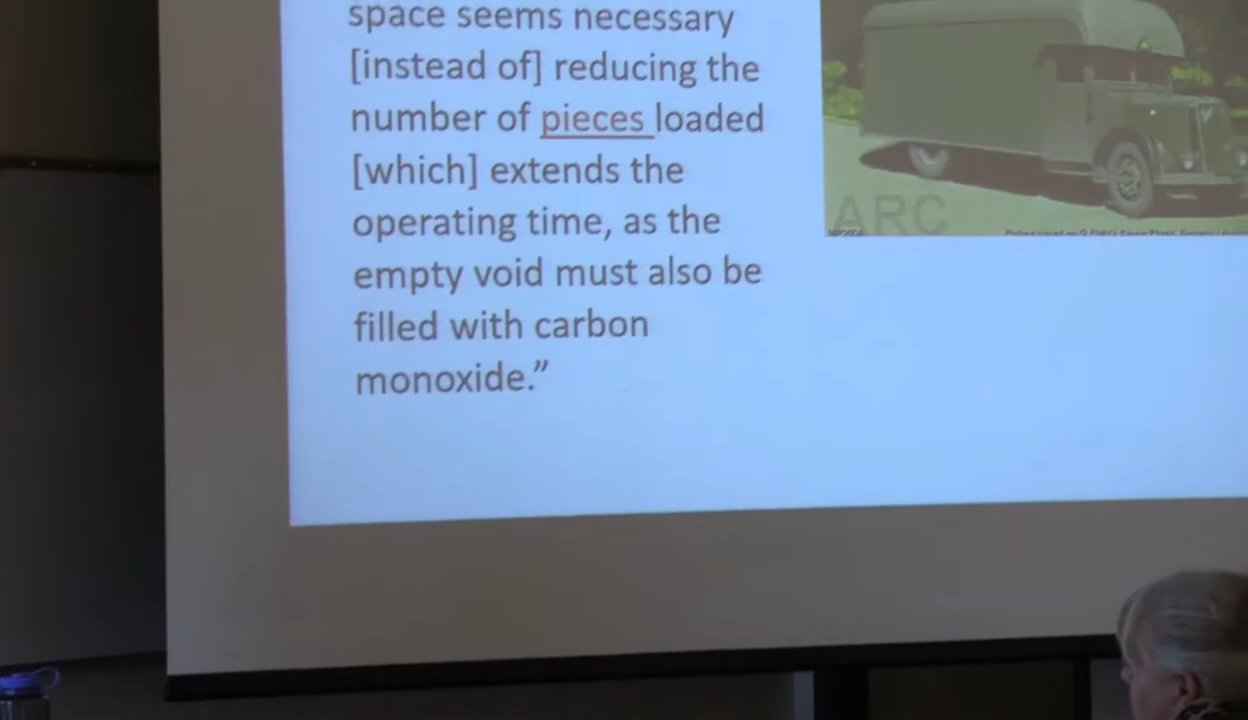 space seems necessary
[instead of] reducing the
number of pieces loaded
[which] extends the
operating time, as the
empty void must also be
filled with carbon
monoxide.”
ARC